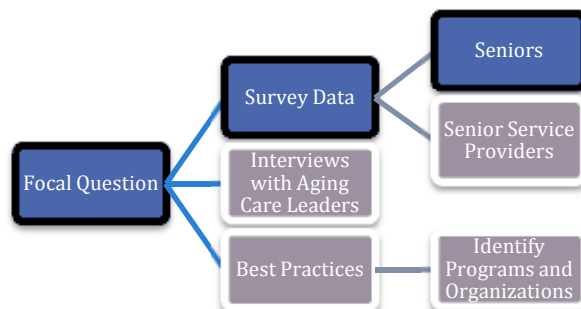 Seniors
Survey Data
Senior Service
Providers
Focal Question
Interviews
with Aging
Care Leaders
Best Practices
Identify
Programs and
Organizations